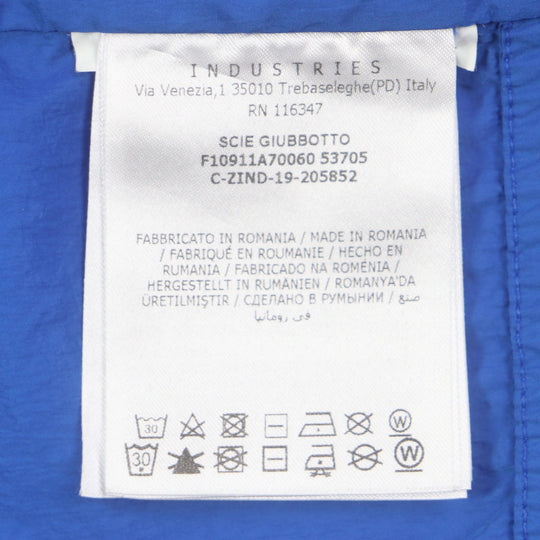 INDUSTRIES
Via Venezia,1 35010 Trebaseleghe(PD) Italy
RN 116347
SCIE GIUBBOTTO
F10911A70060 53705
C-ZIND-19-205852
FABBRICATO IN ROMANIA / MADE IN ROMANIA
/ FABRIQUÉ EN ROUMANIE / HECHO EN
RUMANIA / FABRICADO NA ROMÉNIA /
HERGESTELLT IN RUMÄNIEN / ROMANYA'DA
ÜRETILMIŞTIR / СДЕЛАНО В РУМЫНИИ / صنع
في رومانيا
30 W
30 W